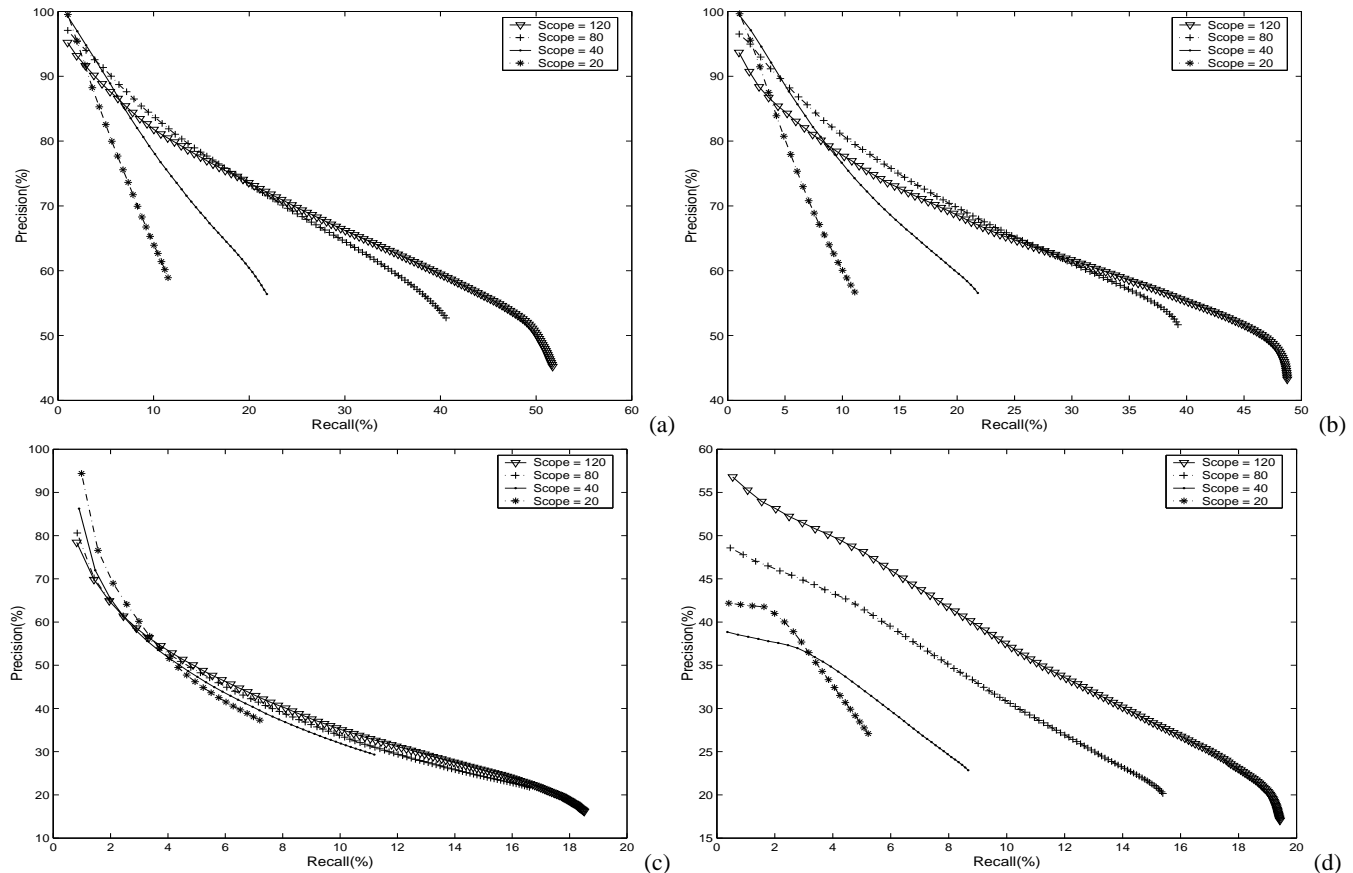 100
90
80
70
60
50
40
Precision(%)
0 10 20 30 40 50 60
Recall(%)
Scope = 120
Scope = 80
Scope = 40
Scope = 20
(a)
100
90
80
70
60
50
40
Precision(%)
0 5 10 15 20 25 30 35 40 45 50
Recall(%)
Scope = 120
Scope = 80
Scope = 40
Scope = 20
(b)
100
90
80
70
60
50
40
30
20
10
Precision(%)
0 2 4 6 8 10 12 14 16 18 20
Recall(%)
Scope = 120
Scope = 80
Scope = 40
Scope = 20
(c)
60
55
50
45
40
35
30
25
20
15
Precision(%)
0 2 4 6 8 10 12 14 16 18 20
Recall(%)
Scope = 120
Scope = 80
Scope = 40
Scope = 20
(d)